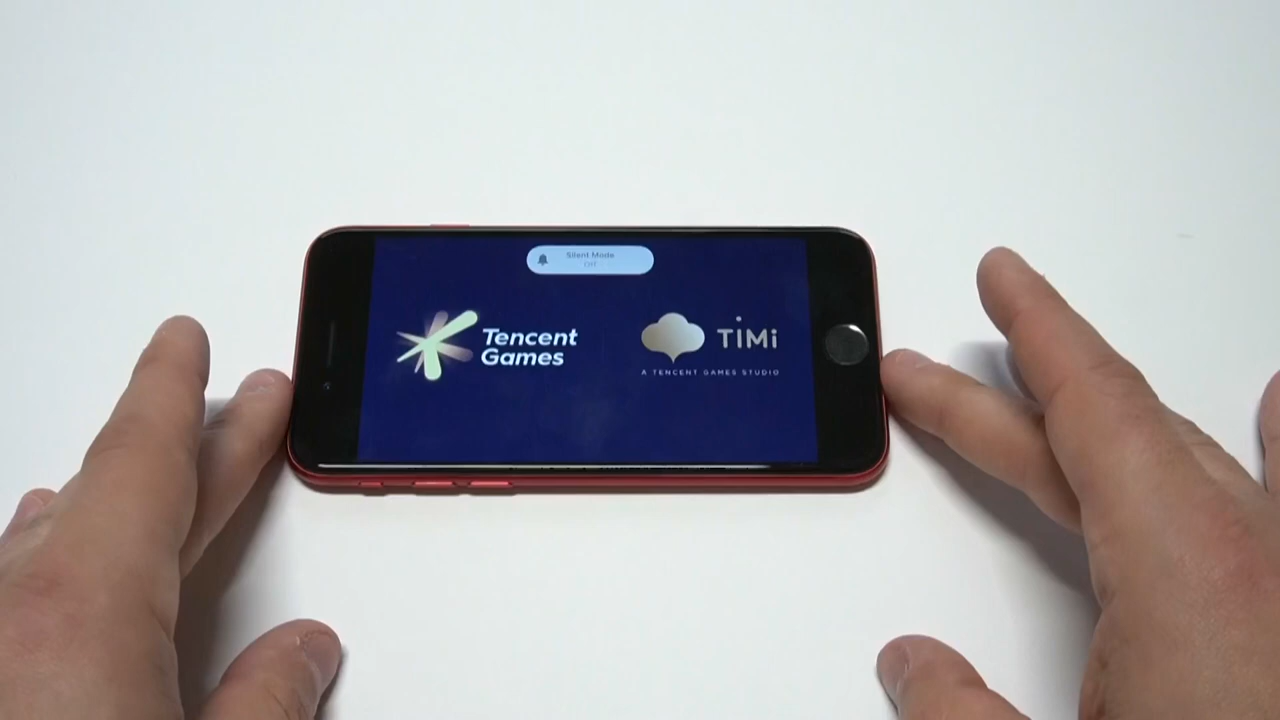 Silent Mode
Off
Tencent
Games
TiMi
A TENCENT GAMES STUDIO